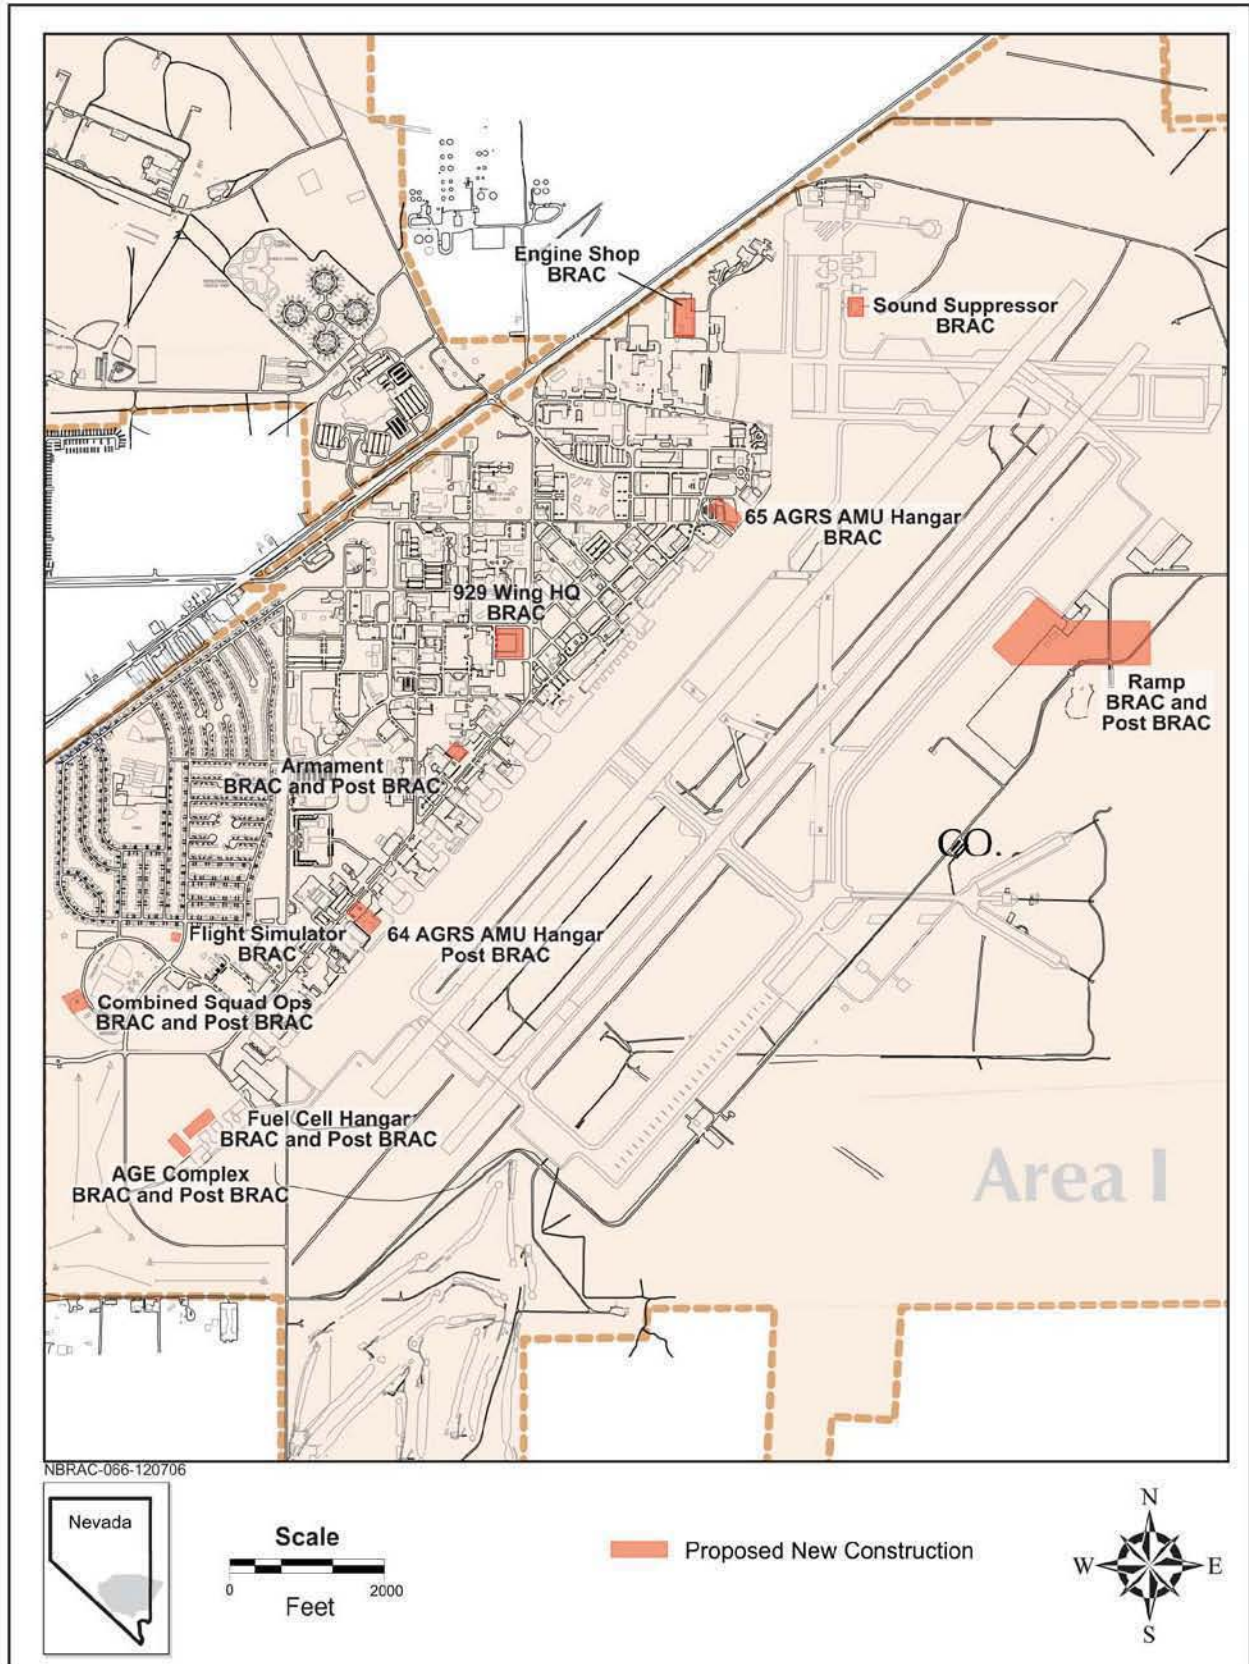 Engine Shop
BRAC
Sound Suppressor
BRAC
65 AGRS AMU Hangar
BRAC
929 Wing HQ
BRAC
Ramp
BRAC and
Post BRAC
Armament
BRAC and Post BRAC
CO.
Flight Simulator
BRAC
64 AGRS AMU Hangar
Post BRAC
Combined Squad Ops
BRAC and Post BRAC
Fuel Cell Hangar
BRAC and Post BRAC
AGE Complex
BRAC and Post BRAC
Area I
NBRAC-066-120706
Nevada
Scale
0 2000
Feet
Proposed New Construction
N
W E
S